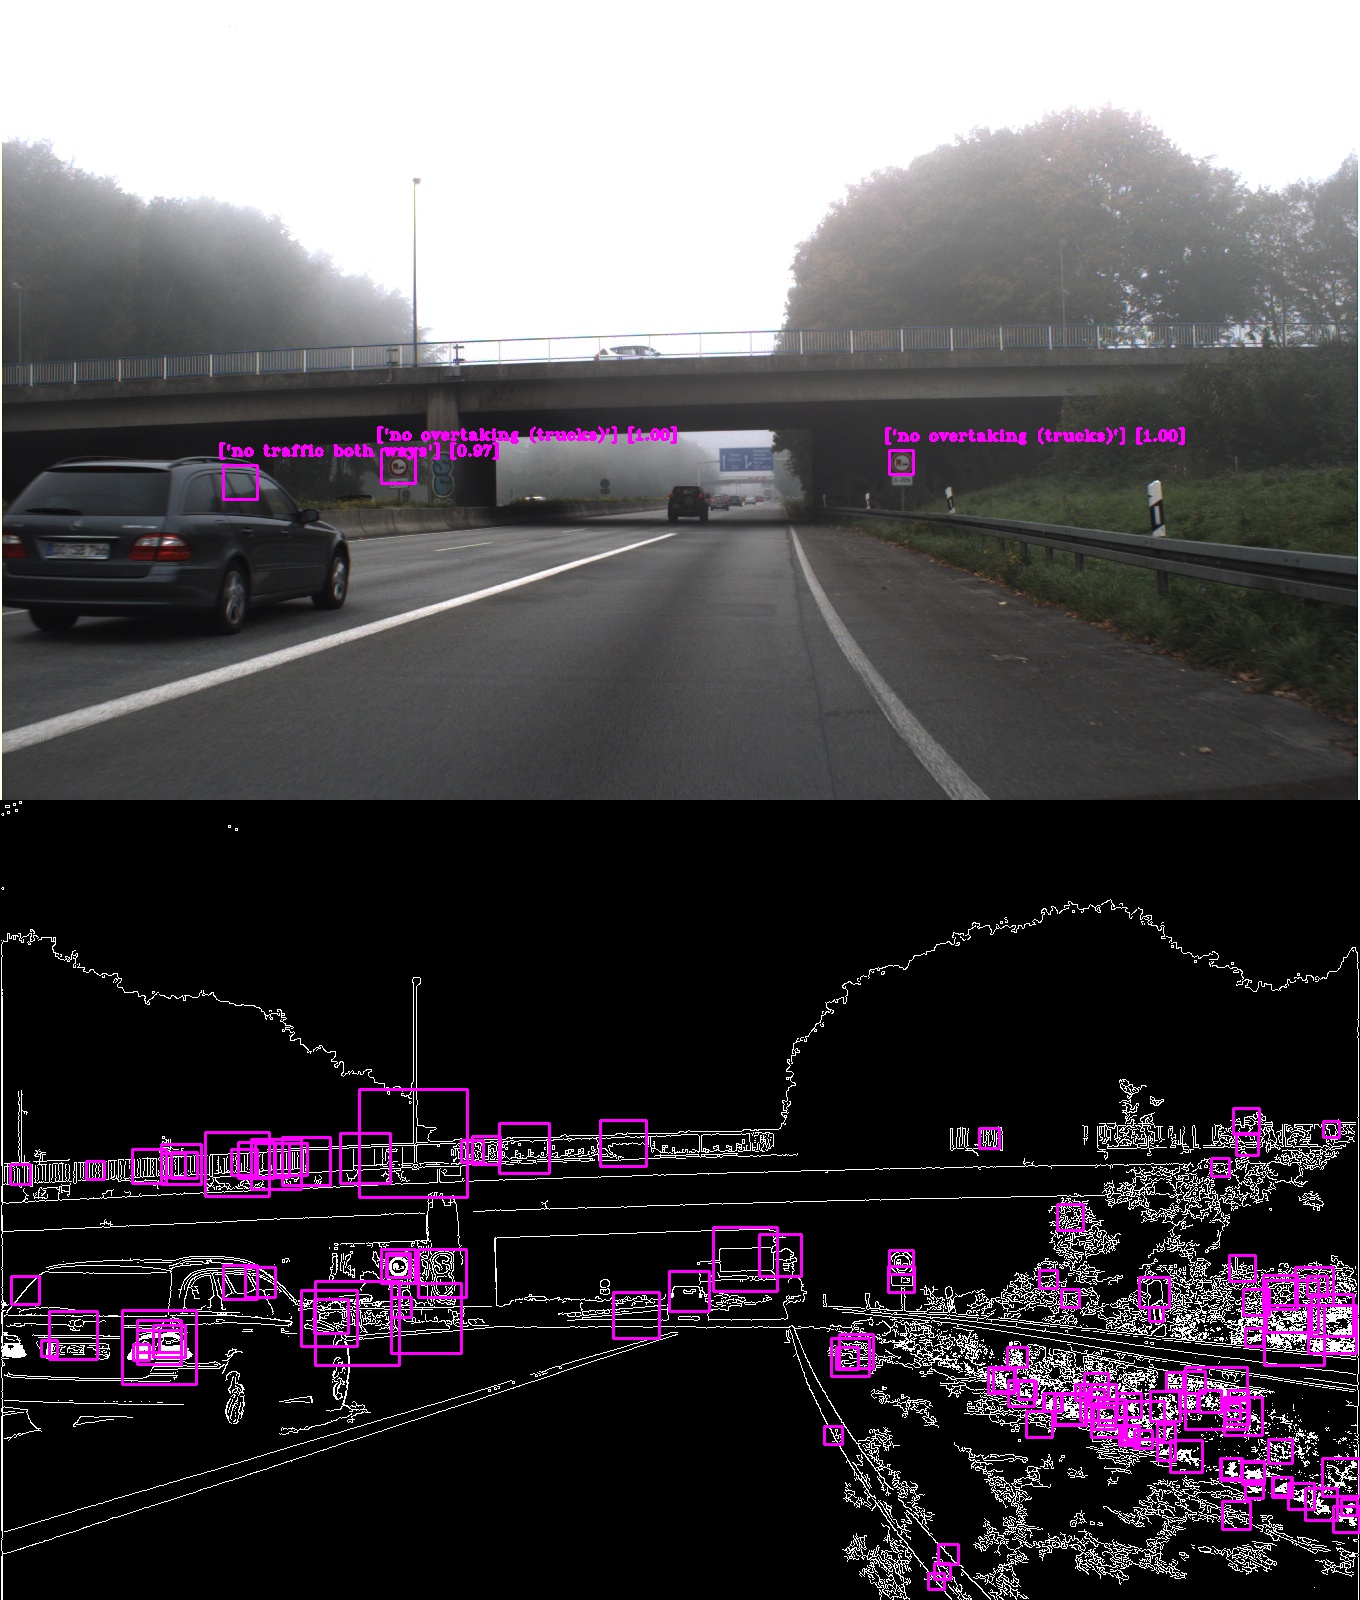 ['no overtaking (trucks)'] [1.00]
['no overtaking (trucks)'] [1.00]
['no traffic both ways'] [0.97]